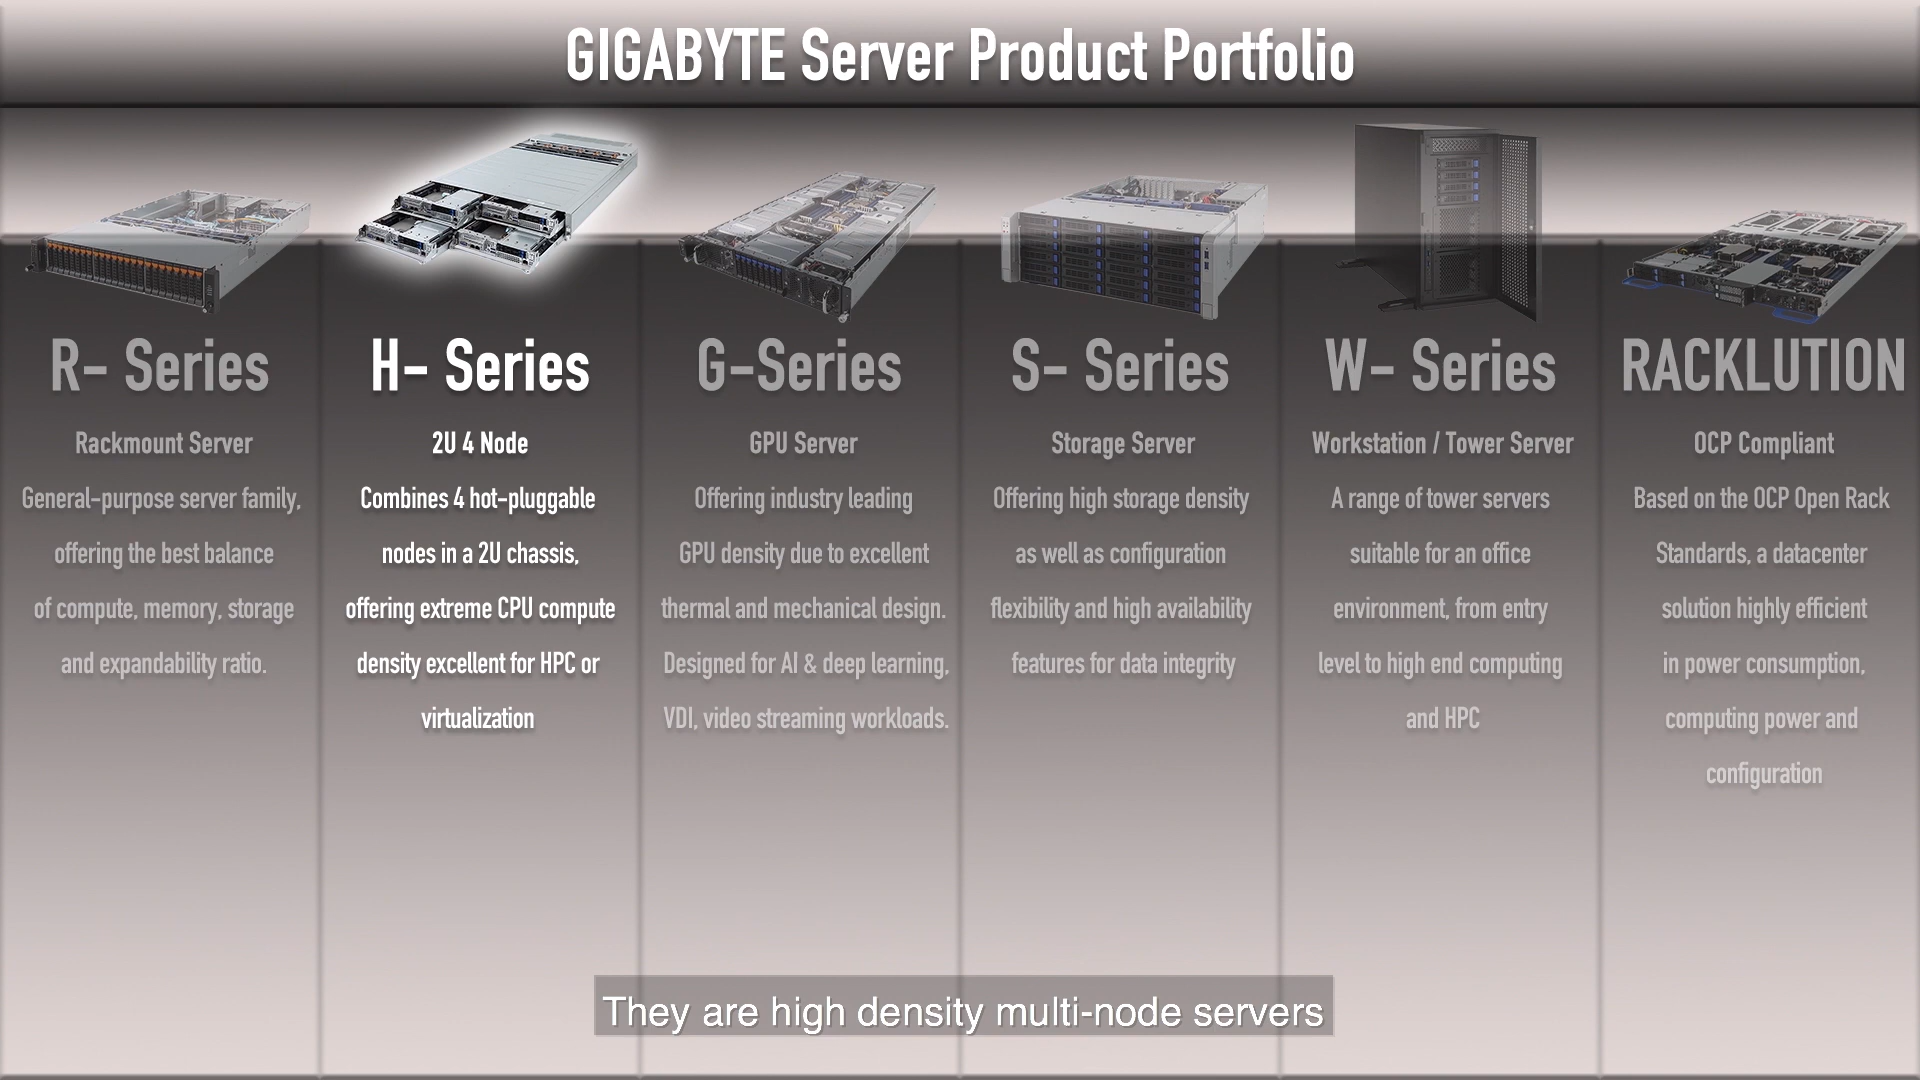 GIGABYTE Server Product Portfolio
R- Series
Rackmount Server
General-purpose server family,
offering the best balance
of compute, memory, storage
and expandability ratio.
H- Series
2U 4 Node
Combines 4 hot-pluggable
nodes in a 2U chassis,
offering extreme CPU compute
density excellent for HPC or
virtualization
G-Series
GPU Server
Offering industry leading
GPU density due to excellent
thermal and mechanical design.
Designed for AI & deep learning,
VDI, video streaming workloads.
S- Series
Storage Server
Offering high storage density
as well as configuration
flexibility and high availability
features for data integrity
W- Series
Workstation / Tower Server
A range of tower servers
suitable for an office
environment, from entry
level to high end computing
and HPC
RACKLUTION
OCP Compliant
Based on the OCP Open Rack
Standards, a datacenter
solution highly efficient
in power consumption,
computing power and
configuration
They are high density multi-node servers